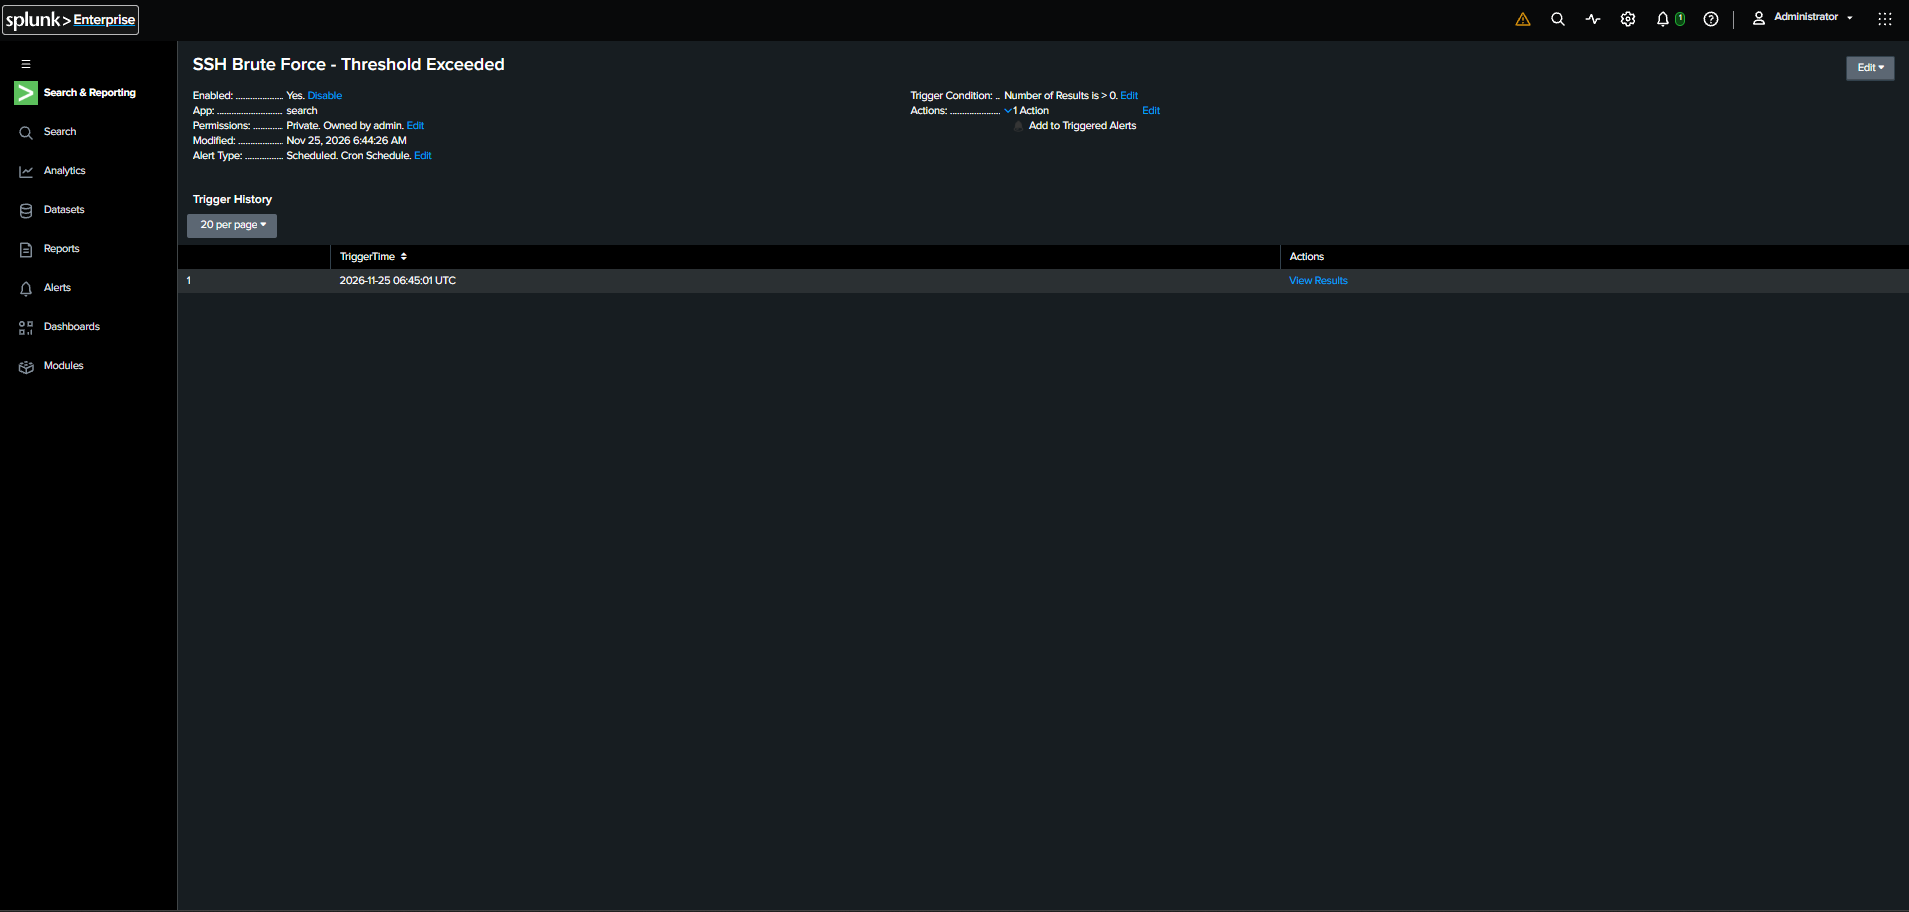 splunk>Enterprise
1
Administrator
Search & Reporting
Search
Analytics
Datasets
Reports
Alerts
Dashboards
Modules
SSH Brute Force - Threshold Exceeded
Edit
Enabled: ................... Yes. Disable
App: .......................... search
Permissions: ............ Private. Owned by admin. Edit
Modified: .................. Nov 25, 2026 6:44:26 AM
Alert Type: ............... Scheduled. Cron Schedule. Edit
Trigger Condition: .. Number of Results is > 0. Edit
Actions: .................... 1 Action Edit
Add to Triggered Alerts
Trigger History
20 per page
TriggerTime Actions
1 2026-11-25 06:45:01 UTC View Results